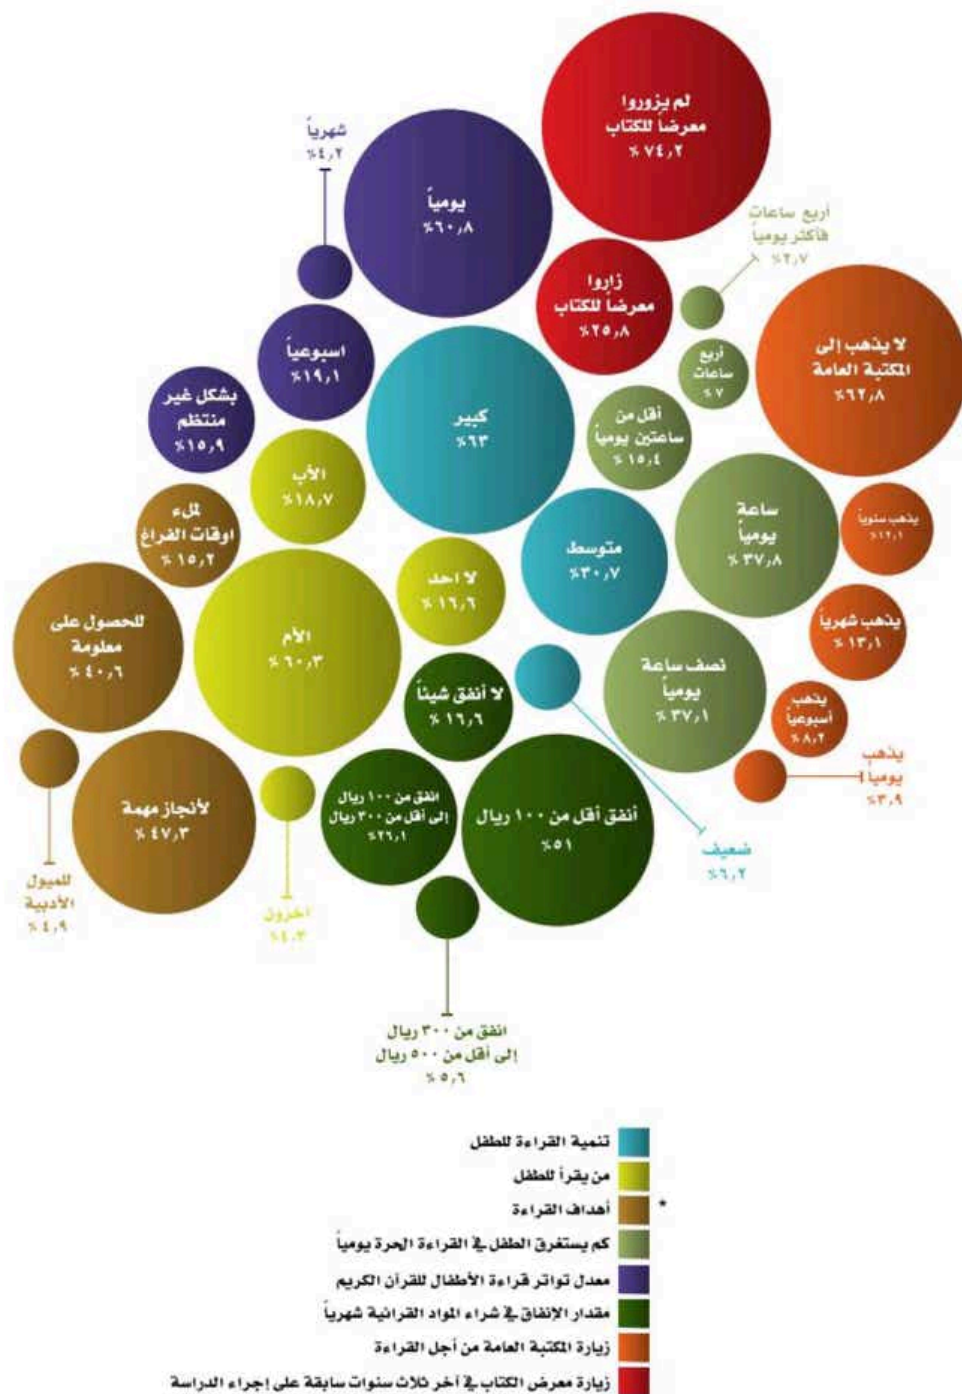 لم يزوروا
معرضاً للكتاب
٧٤٫٢ ٪
شهرياً
٤٫٢٪
يومياً
٦٠٫٨٪
أربع ساعات
فأكثر يومياً
٢٫٧٪
زاروا
معرضاً للكتاب
٢٥٫٨٪
لا يذهب إلى
المكتبة العامة
٦٢٫٨٪
اسبوعياً
١٩٫١٪
أربع
ساعات
٧٪
بشكل غير
منتظم
١٥٫٩٪
كبير
٦٣٪
أقل من
ساعتين يومياً
١٥٫٤ ٪
الأب
١٨٫٧٪
ساعة
يومياً
٣٧٫٨ ٪
يذهب سنوياً
١٢٫١٪
لملء
اوقات الفراغ
١٥٫٢ ٪
متوسط
٣٠٫٧٪
لا احد
١٦٫٦ ٪
للحصول على
معلومة
٤٠٫٦ ٪
الأم
٦٠٫٣ ٪
يذهب شهرياً
١٣٫١ ٪
نصف ساعة
يومياً
٣٧٫١ ٪
لا أنفق شيئاً
١٦٫٦ ٪
يذهب
أسبوعياً
٨٫٢٪
يذهب
يومياً
٣٫٩٪
لأنجاز مهمة
٤٧٫٣ ٪
انفق من ١٠٠ ريال
إلى أقل من ٣٠٠ ريال
٢٦٫١٪
أنفق أقل من ١٠٠ ريال
٥١٪
ضعيف
٦٫٢٪
للميول
الأدبية
٤٫٩ ٪
اخرون
٤٫٣ ٪
انفق من ٣٠٠ ريال
إلى أقل من ٥٠٠ ريال
٥٫٦ ٪
تنمية القراءة للطفل
من يقرأ للطفل
* أهداف القراءة
كم يستغرق الطفل في القراءة الحرة يومياً
معدل تواتر قراءة الأطفال للقرآن الكريم
مقدار الإنفاق في شراء المواد القرائية شهرياً
زيارة المكتبة العامة من أجل القراءة
زيارة معرض الكتاب في آخر ثلاث سنوات سابقة على إجراء الدراسة